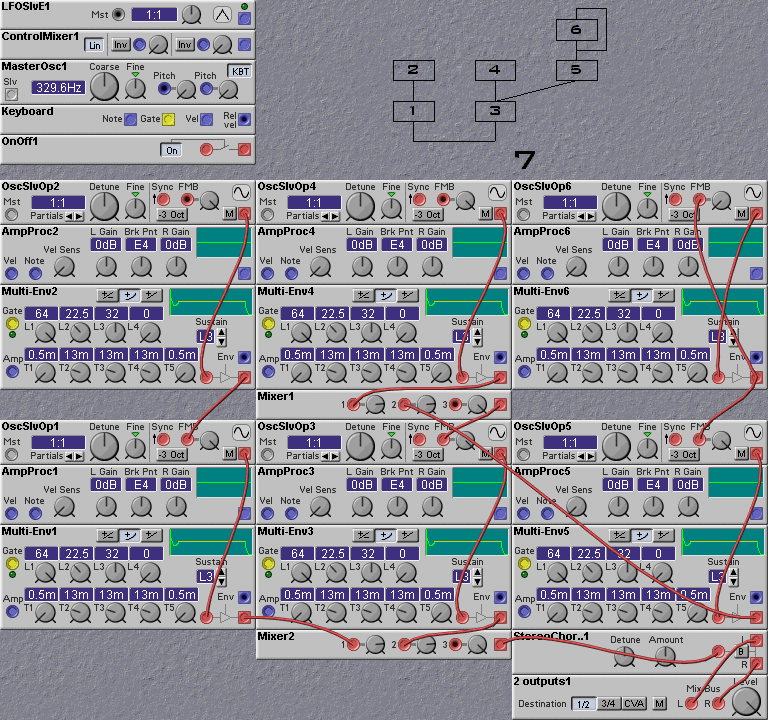 LFOSlvE1
Mst 1:1
ControlMixer1
Lin Inv Inv
MasterOsc1 Coarse Fine KBT
Slv 329.6Hz Pitch Pitch
Keyboard
Note Gate Vel Rel vel
OnOff1
On
6
2 4 5
1 3
7
OscSlvOp2 Detune Fine Sync FMB
Mst 1:1
Partials -3 Oct M
OscSlvOp4 Detune Fine Sync FMB
Mst 1:1
Partials -3 Oct M
OscSlvOp6 Detune Fine Sync FMB
Mst 1:1
Partials -3 Oct M
AmpProc2 L Gain Brk Pnt R Gain
0dB E4 0dB
Vel Note Vel Sens
AmpProc4 L Gain Brk Pnt R Gain
0dB E4 0dB
Vel Note Vel Sens
AmpProc6 L Gain Brk Pnt R Gain
0dB E4 0dB
Vel Note Vel Sens
Multi-Env2
Gate 64 22.5 32 0
L1 L2 L3 L4 Sustain L3
Amp 0.5m 13m 13m 13m 0.5m Env
T1 T2 T3 T4 T5
Multi-Env4
Gate 64 22.5 32 0
L1 L2 L3 L4 Sustain L3
Amp 0.5m 13m 13m 13m 0.5m Env
T1 T2 T3 T4 T5
Multi-Env6
Gate 64 22.5 32 0
L1 L2 L3 L4 Sustain L3
Amp 0.5m 13m 13m 13m 0.5m Env
T1 T2 T3 T4 T5
Mixer1
1 2 3
OscSlvOp1 Detune Fine Sync FMB
Mst 1:1
Partials -3 Oct M
OscSlvOp3 Detune Fine Sync FMB
Mst 1:1
Partials -3 Oct M
OscSlvOp5 Detune Fine Sync FMB
Mst 1:1
Partials -3 Oct M
AmpProc1 L Gain Brk Pnt R Gain
0dB E4 0dB
Vel Note Vel Sens
AmpProc3 L Gain Brk Pnt R Gain
0dB E4 0dB
Vel Note Vel Sens
AmpProc5 L Gain Brk Pnt R Gain
0dB E4 0dB
Vel Note Vel Sens
Multi-Env1
Gate 64 22.5 32 0
L1 L2 L3 L4 Sustain L3
Amp 0.5m 13m 13m 13m 0.5m Env
T1 T2 T3 T4 T5
Multi-Env3
Gate 64 22.5 32 0
L1 L2 L3 L4 Sustain L3
Amp 0.5m 13m 13m 13m 0.5m Env
T1 T2 T3 T4 T5
Multi-Env5
Gate 64 22.5 32 0
L1 L2 L3 L4 Sustain L3
Amp 0.5m 13m 13m 13m 0.5m Env
T1 T2 T3 T4 T5
Mixer2
1 2 3
StereoChor..1 Detune Amount L
B
R
2 outputs1 Mix Bus Level
Destination 1/2 3/4 CVA M L R